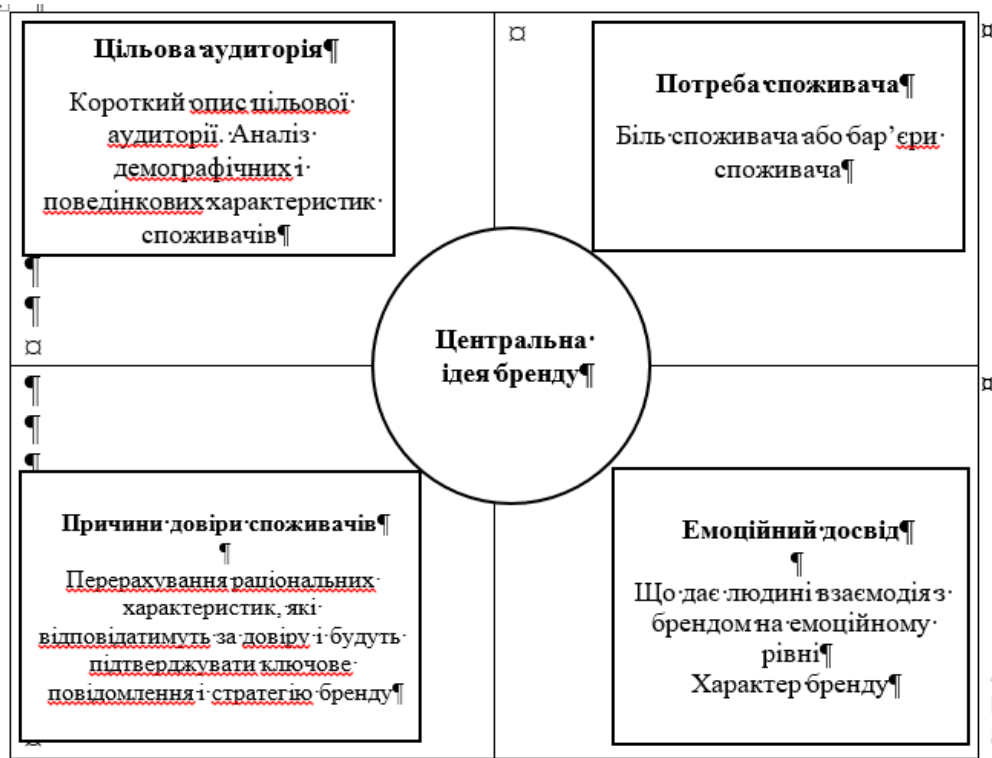 Цільова аудиторія
Короткий опис цільової
аудиторії. Аналіз
демографічних і
поведінкових характеристик
споживачів
Потреба споживача
Біль споживача або бар’єри
споживача
Центральна
ідея бренду
Причини довіри споживачів
Перерахування раціональних
характеристик, які
відповідатимуть за довіру і будуть
підтверджувати ключове
повідомлення і стратегію бренду
Емоційний досвід
Що дає людині взаємодія з
брендом на емоційному
рівні
Характер бренду